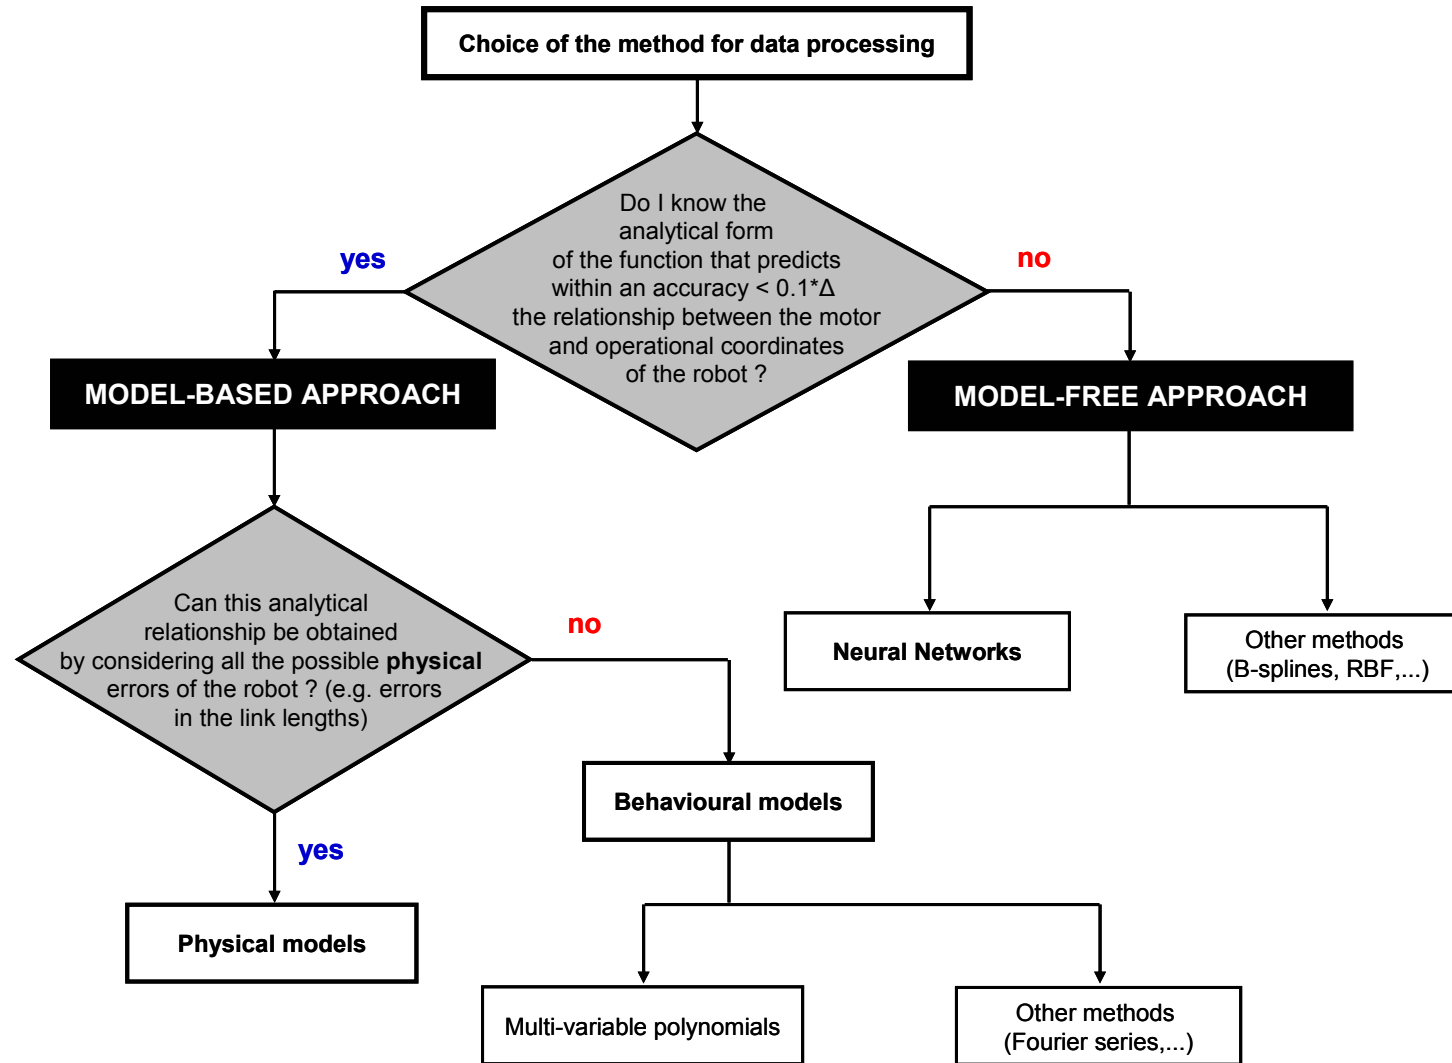 Choice of the method for data processing
Do I know the
analytical form
of the function that predicts
within an accuracy < 0.1*Δ
the relationship between the motor
and operational coordinates
of the robot ?
yes
no
MODEL-BASED APPROACH
MODEL-FREE APPROACH
Can this analytical
relationship be obtained
by considering all the possible physical
errors of the robot ? (e.g. errors
in the link lengths)
no
yes
Neural Networks
Other methods
(B-splines, RBF,...)
Behavioural models
Physical models
Multi-variable polynomials
Other methods
(Fourier series,...)